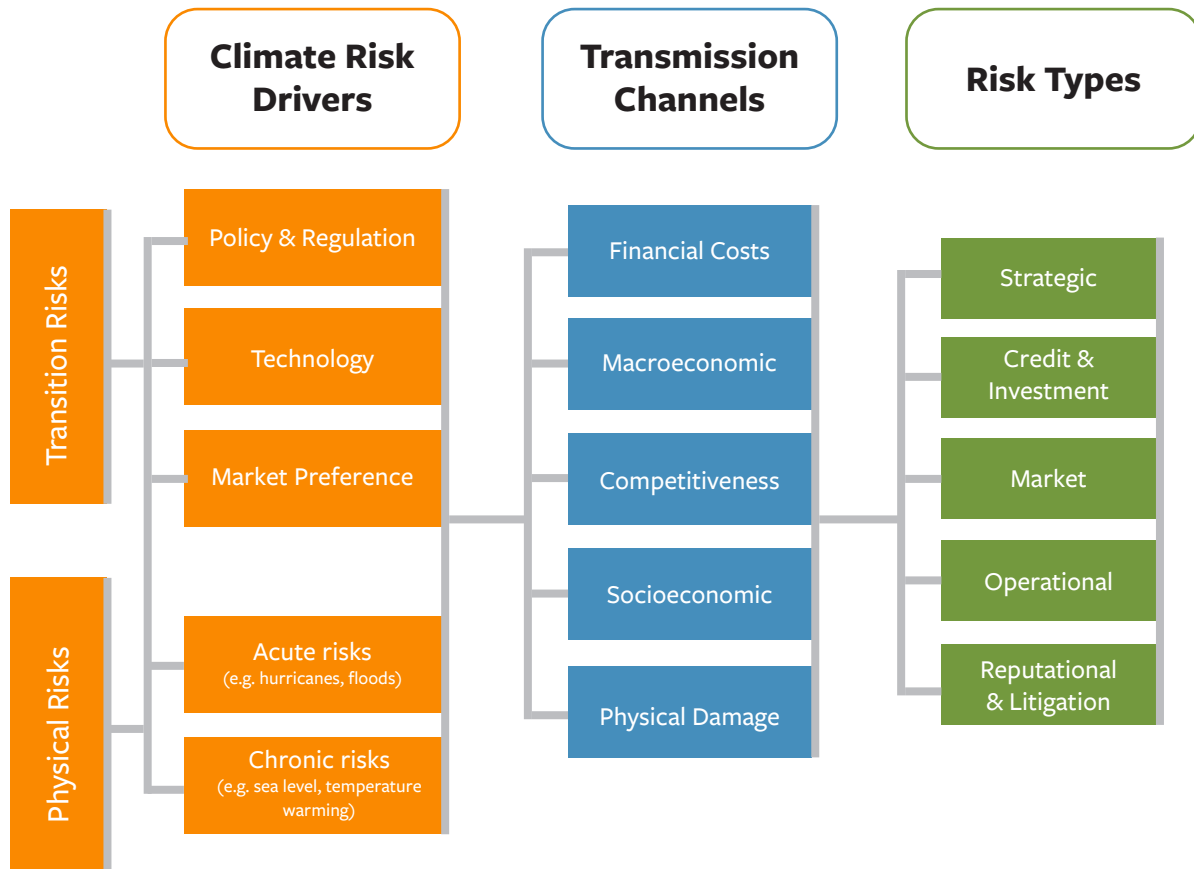 Climate Risk
Drivers
Transmission
Channels
Risk Types
Transition Risks
Policy & Regulation
Technology
Market Preference
Physical Risks
Acute risks
(e.g. hurricanes, floods)
Chronic risks
(e.g. sea level, temperature
warming)
Financial Costs
Macroeconomic
Competitiveness
Socioeconomic
Physical Damage
Strategic
Credit &
Investment
Market
Operational
Reputational
& Litigation